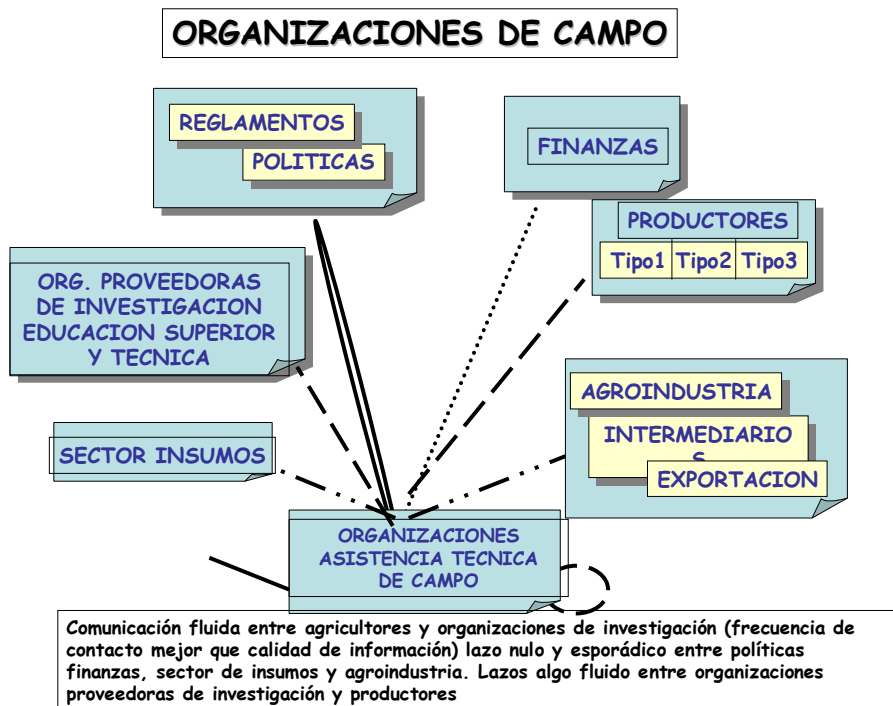 ORGANIZACIONES DE CAMPO
REGLAMENTOS
POLITICAS
FINANZAS
PRODUCTORES
Tipo1 Tipo2 Tipo3
ORG. PROVEEDORAS
DE INVESTIGACION
EDUCACION SUPERIOR
Y TECNICA
AGROINDUSTRIA
INTERMEDIARIO
S
EXPORTACION
SECTOR INSUMOS
ORGANIZACIONES
ASISTENCIA TECNICA
DE CAMPO
Comunicación fluida entre agricultores y organizaciones de investigación (frecuencia de
contacto mejor que calidad de información) lazo nulo y esporádico entre políticas
finanzas, sector de insumos y agroindustria. Lazos algo fluido entre organizaciones
proveedoras de investigación y productores